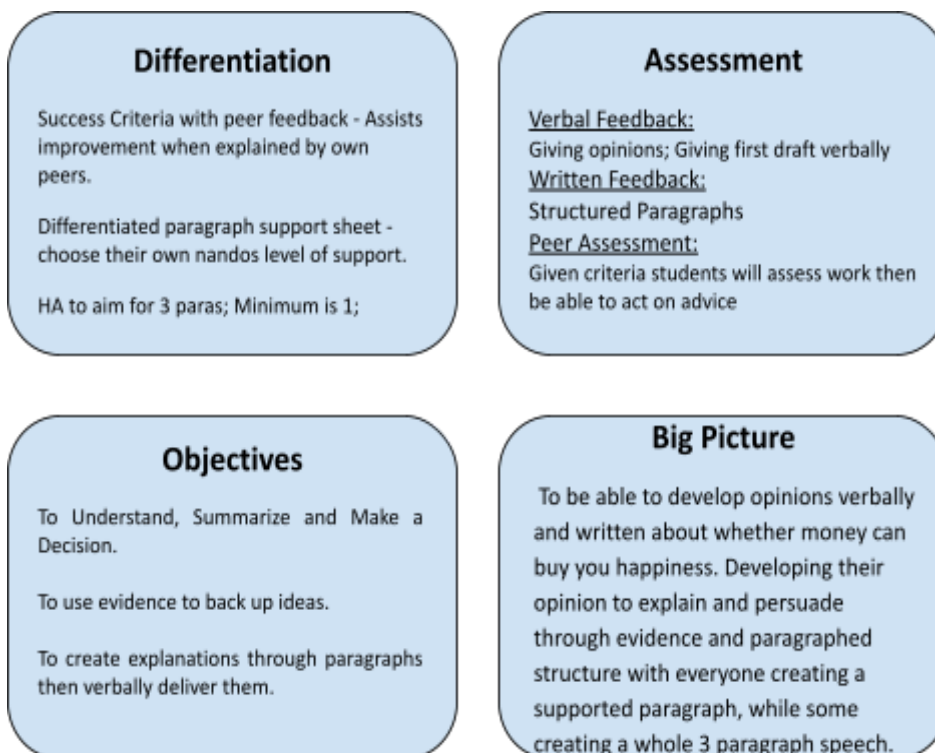 Differentiation
Success Criteria with peer feedback - Assists
improvement when explained by own
peers.
Differentiated paragraph support sheet -
choose their own nandos level of support.
HA to aim for 3 paras; Minimum is 1;
Assessment
Verbal Feedback:
Giving opinions; Giving first draft verbally
Written Feedback:
Structured Paragraphs
Peer Assessment:
Given criteria students will assess work then
be able to act on advice
Objectives
To Understand, Summarize and Make a
Decision.
To use evidence to back up ideas.
To create explanations through paragraphs
then verbally deliver them.
Big Picture
To be able to develop opinions verbally
and written about whether money can
buy you happiness. Developing their
opinion to explain and persuade
through evidence and paragraphed
structure with everyone creating a
supported paragraph, while some
creating a whole 3 paragraph speech.